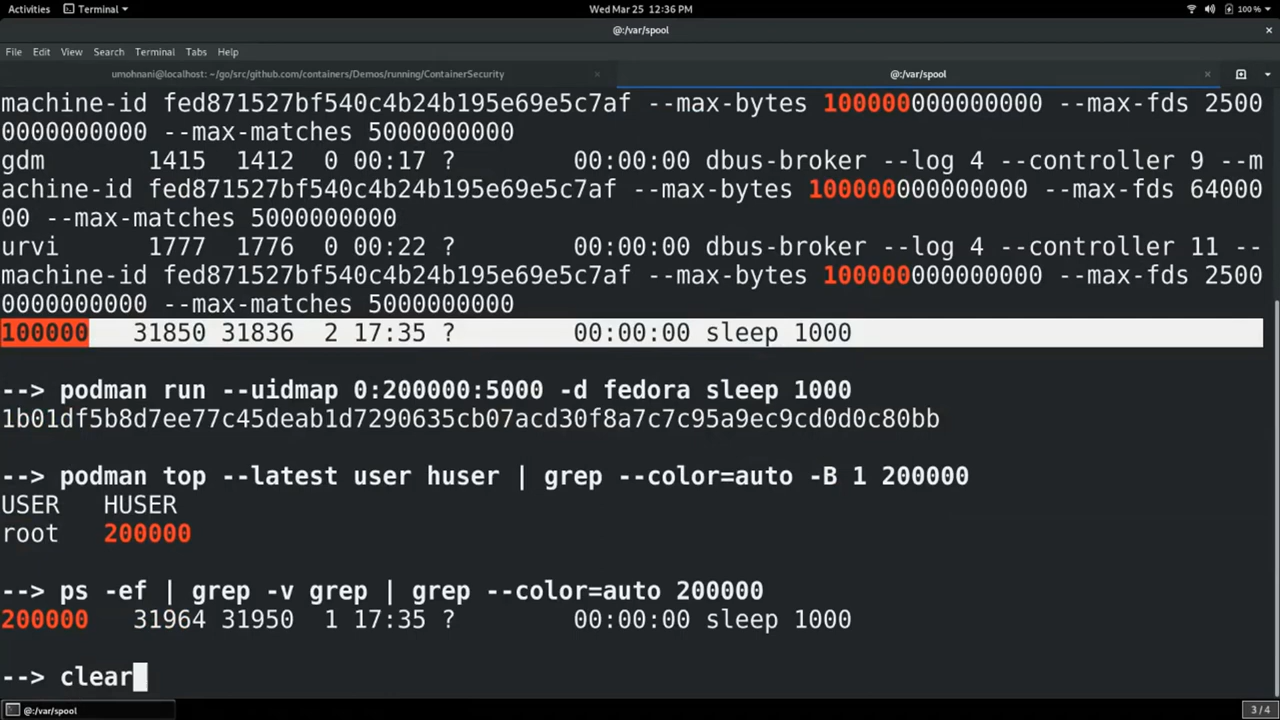 Activities Terminal Wed Mar 25 12:36 PM 100 %
@:/var/spool
File Edit View Search Terminal Tabs Help
umohnani@localhost: ~/go/src/github.com/containers/Demos/running/ContainerSecurity @:/var/spool
machine-id fed871527bf540c4b24b195e69e5c7af --max-bytes 100000000000000 --max-fds 2500
0000000000 --max-matches 5000000000
gdm 1415 1412 0 00:17 ? 00:00:00 dbus-broker --log 4 --controller 9 --m
achine-id fed871527bf540c4b24b195e69e5c7af --max-bytes 100000000000000 --max-fds 64000
00 --max-matches 5000000000
urvi 1777 1776 0 00:22 ? 00:00:00 dbus-broker --log 4 --controller 11 --
machine-id fed871527bf540c4b24b195e69e5c7af --max-bytes 100000000000000 --max-fds 2500
0000000000 --max-matches 5000000000
100000 31850 31836 2 17:35 ? 00:00:00 sleep 1000
--> podman run --uidmap 0:200000:5000 -d fedora sleep 1000
1b01df5b8d7ee77c45deab1d7290635cb07acd30f8a7c7c95a9ec9cd0d0c80bb
--> podman top --latest user huser | grep --color=auto -B 1 200000
USER HUSER
root 200000
--> ps -ef | grep -v grep | grep --color=auto 200000
200000 31964 31950 1 17:35 ? 00:00:00 sleep 1000
--> clear
@:/var/spool 3 / 4